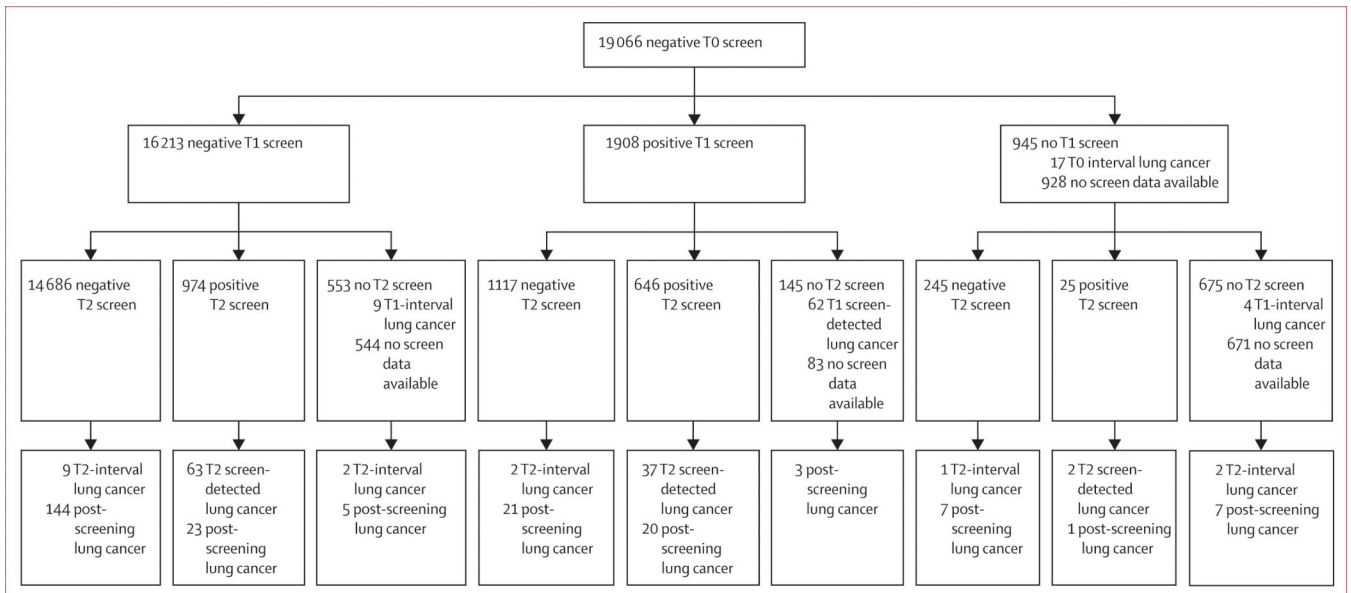 19 066 negative T0 screen
16 213 negative T1 screen
1908 positive T1 screen
945 no T1 screen
17 T0 interval lung cancer
928 no screen data available
14 686 negative
T2 screen
974 positive
T2 screen
553 no T2 screen
9 T1-interval
lung cancer
544 no screen
data
available
1117 negative
T2 screen
646 positive
T2 screen
145 no T2 screen
62 T1 screen-
detected
lung cancer
83 no screen
data
available
245 negative
T2 screen
25 positive
T2 screen
675 no T2 screen
4 T1-interval
lung cancer
671 no screen
data
available
9 T2-interval
lung cancer
144 post-
screening
lung cancer
63 T2 screen-
detected
lung cancer
23 post-
screening
lung cancer
2 T2-interval
lung cancer
5 post-screening
lung cancer
2 T2-interval
lung cancer
21 post-
screening
lung cancer
37 T2 screen-
detected
lung cancer
20 post-
screening
lung cancer
3 post-
screening
lung cancer
1 T2-interval
lung cancer
7 post-
screening
lung cancer
2 T2 screen-
detected
lung cancer
1 post-screening
lung cancer
2 T2-interval
lung cancer
7 post-screening
lung cancer